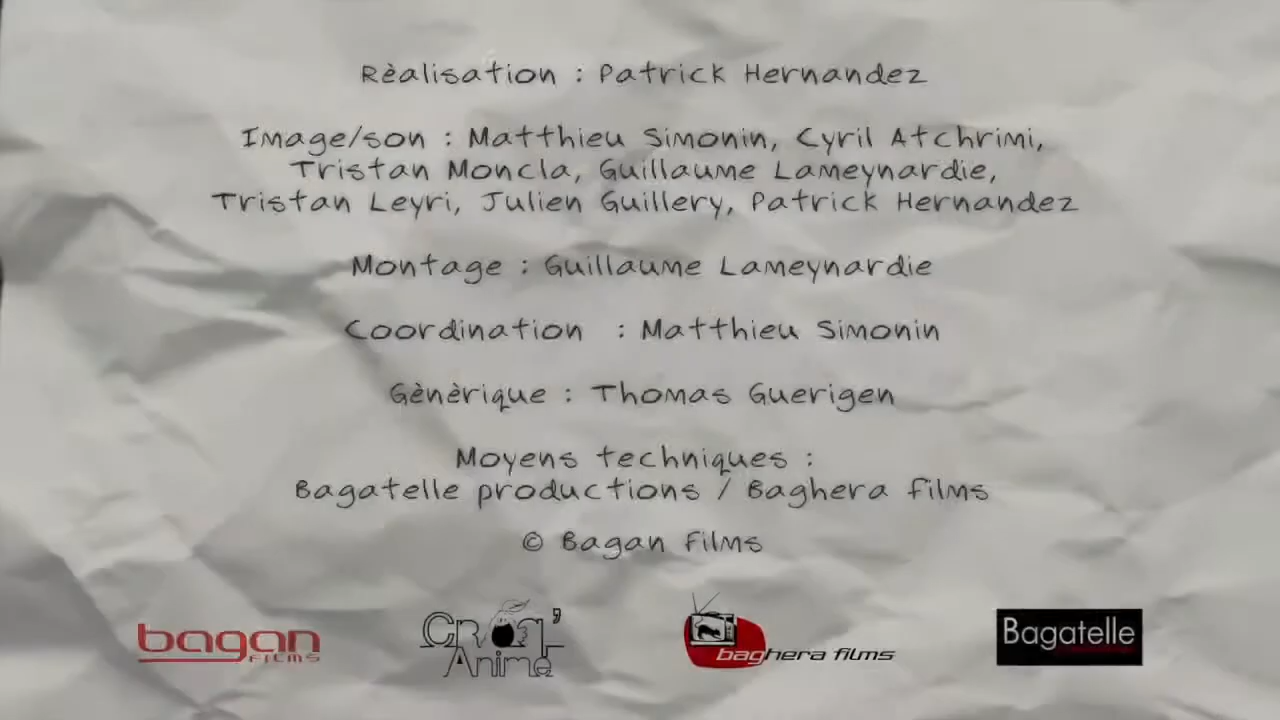 Rèalisation : Patrick Hernandez
Image/son : Matthieu Simonin, Cyril Atchrimi,
Tristan Moncla, Guillaume Lameynardie,
Tristan Leyri, Julien Guillery, Patrick Hernandez
Montage : Guillaume Lameynardie
Coordination : Matthieu Simonin
Gènèrique : Thomas Guerigen
Moyens techniques :
Bagatelle productions / Baghera films
© Bagan films
bagan
FILMS
CROQ'
Anime
baghera films
Bagatelle